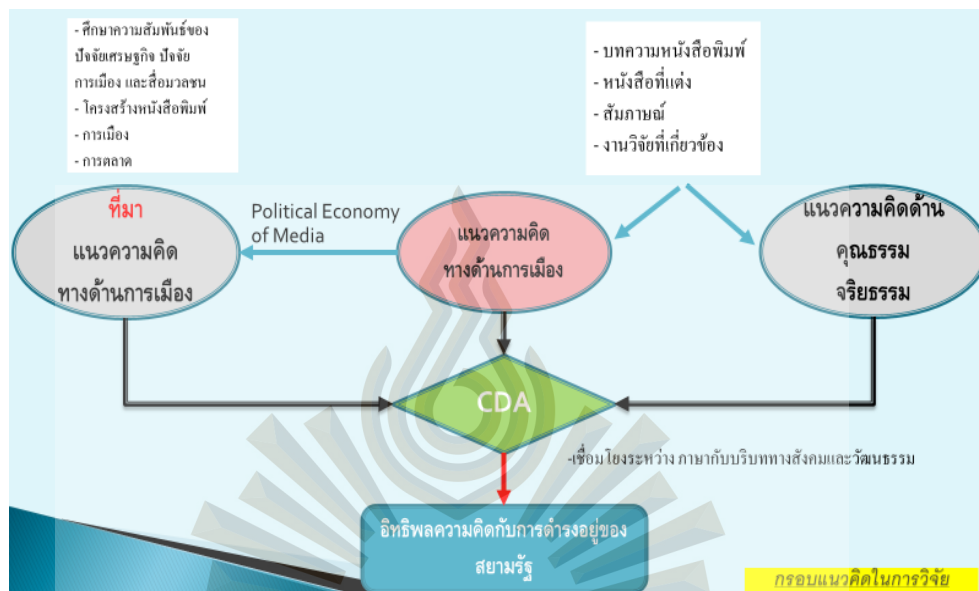 - ศึกษาความสัมพันธ์ของ
ปัจจัยเศรษฐกิจ ปัจจัย
การเมือง และสื่อมวลชน
- โครงสร้างหนังสือพิมพ์
- การเมือง
- การตลาด
- บทความหนังสือพิมพ์
- หนังสือที่แต่ง
- สัมภาษณ์
- งานวิจัยที่เกี่ยวข้อง
ที่มา
แนวความคิด
ทางด้านการเมือง
Political Economy
of Media
แนวความคิด
ทางด้านการเมือง
แนวความคิดด้าน
คุณธรรม
จริยธรรม
CDA
-เชื่อมโยงระหว่าง ภาษากับบริบททางสังคมและวัฒนธรรม
อิทธิพลความคิดกับการดำรงอยู่ของ
สยามรัฐ
กรอบแนวคิดในการวิจัย